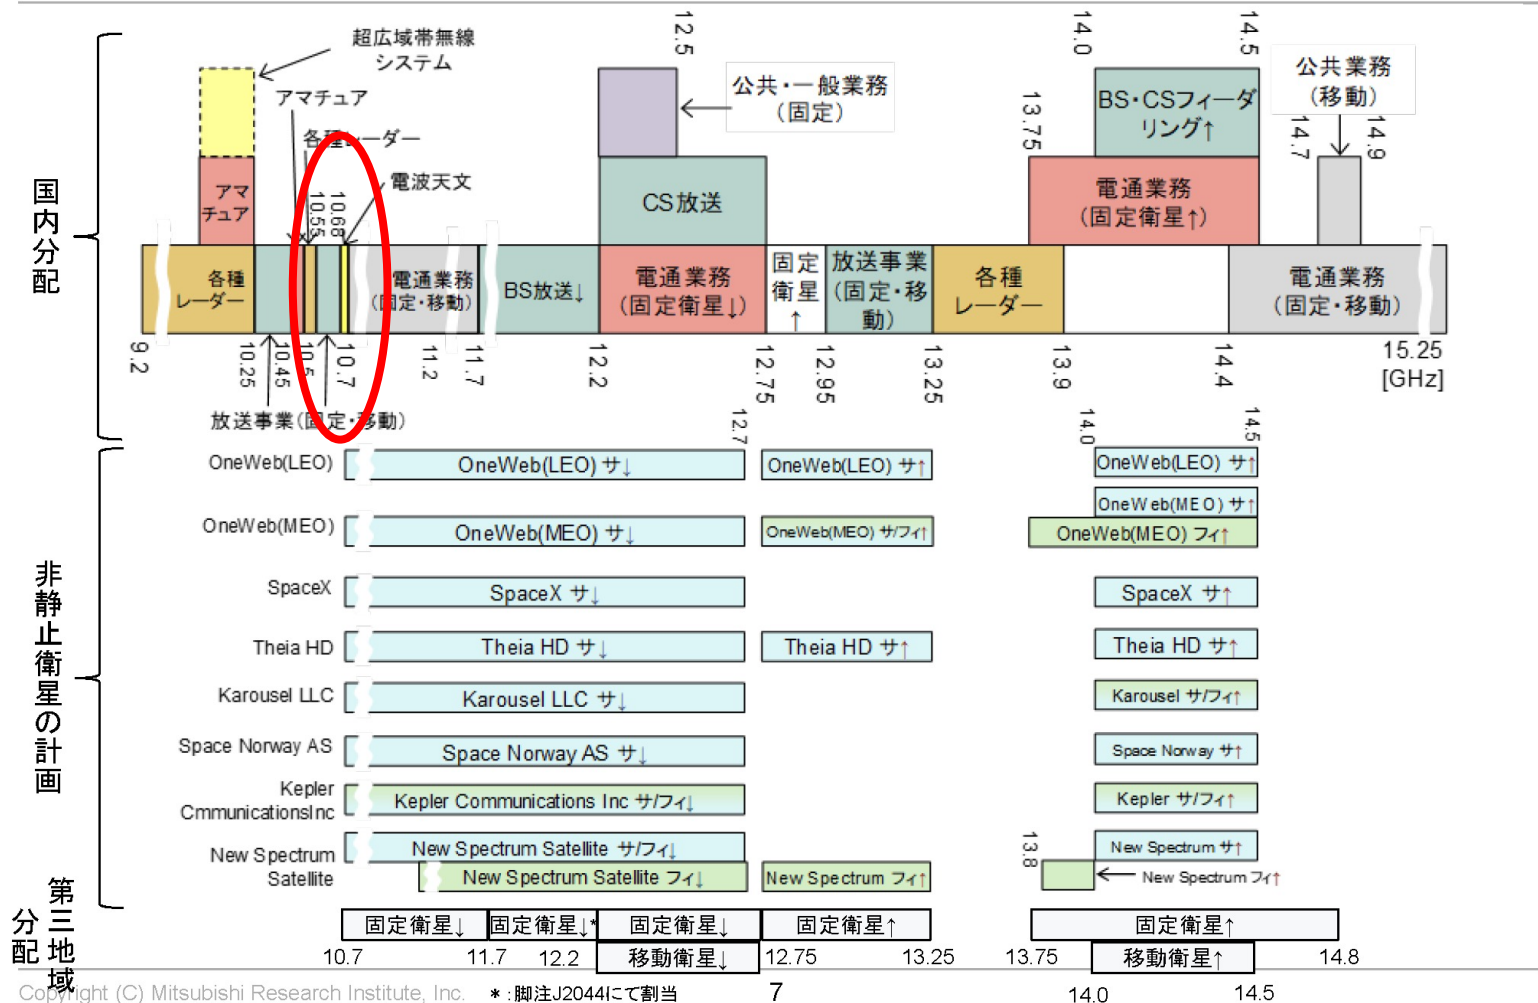 超広域帯無線
システム
アマチュア
各種レーダー
電波天文
12.5
公共・一般業務
(固定)
14.0
14.5
BS・CSフィーダ
リング↑
公共業務
(移動)
13.75
14.7
14.9
アマ
チュア
10.55
10.68
CS放送
電通業務
(固定衛星↑)
国内分配
各種
レーダー
電通業務
(固定・移動)
BS放送↓
電通業務
(固定衛星↓)
固定
衛星
↑
放送事業
(固定・移
動)
各種
レーダー
電通業務
(固定・移動)
9.2
10.25
10.45
10.5
10.7
11.2
11.7
12.2
12.75
12.95
13.25
13.9
14.4
15.25
[GHz]
放送事業(固定・移動)
12.7
14.0
14.5
非静止衛星の計画
OneWeb(LEO)
OneWeb(LEO) サ↓
OneWeb(LEO) サ↑
OneWeb(LEO) サ↑
OneWeb(MEO) サ↑
OneWeb(MEO)
OneWeb(MEO) サ↓
OneWeb(MEO) サ/フィ↑
OneWeb(MEO) フィ↑
SpaceX
SpaceX サ↓
SpaceX サ↑
Theia HD
Theia HD サ↓
Theia HD サ↑
Theia HD サ↑
Karousel LLC
Karousel LLC サ↓
Karousel サ/フィ↑
Space Norway AS
Space Norway AS サ↓
Space Norway サ↑
Kepler
CmmunicationsInc
Kepler Communications Inc サ/フィ↓
Kepler サ/フィ↑
New Spectrum
Satellite
New Spectrum Satellite サ/フィ↓
New Spectrum サ↑
13.8
New Spectrum Satellite フィ↓
New Spectrum フィ↑
New Spectrum フィ↑
第三地域
分配
固定衛星↓
固定衛星↓*
固定衛星↓
固定衛星↑
固定衛星↑
10.7
11.7
12.2
移動衛星↓
12.75
13.25
13.75
移動衛星↑
14.8
Copyright (C) Mitsubishi Research Institute, Inc.
*:脚注J2044にて割当
7
14.0
14.5